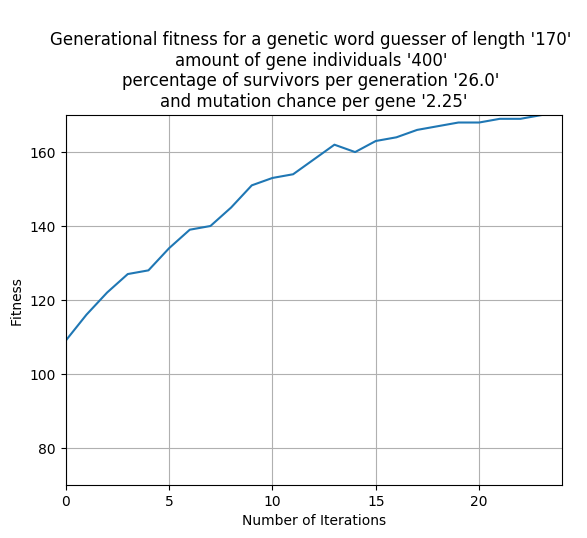 Generational fitness for a genetic word guesser of length '170'
amount of gene individuals '400'
percentage of survivors per generation '26.0'
and mutation chance per gene '2.25'
160
140
120
100
80
Fitness
0 5 10 15 20
Number of Iterations